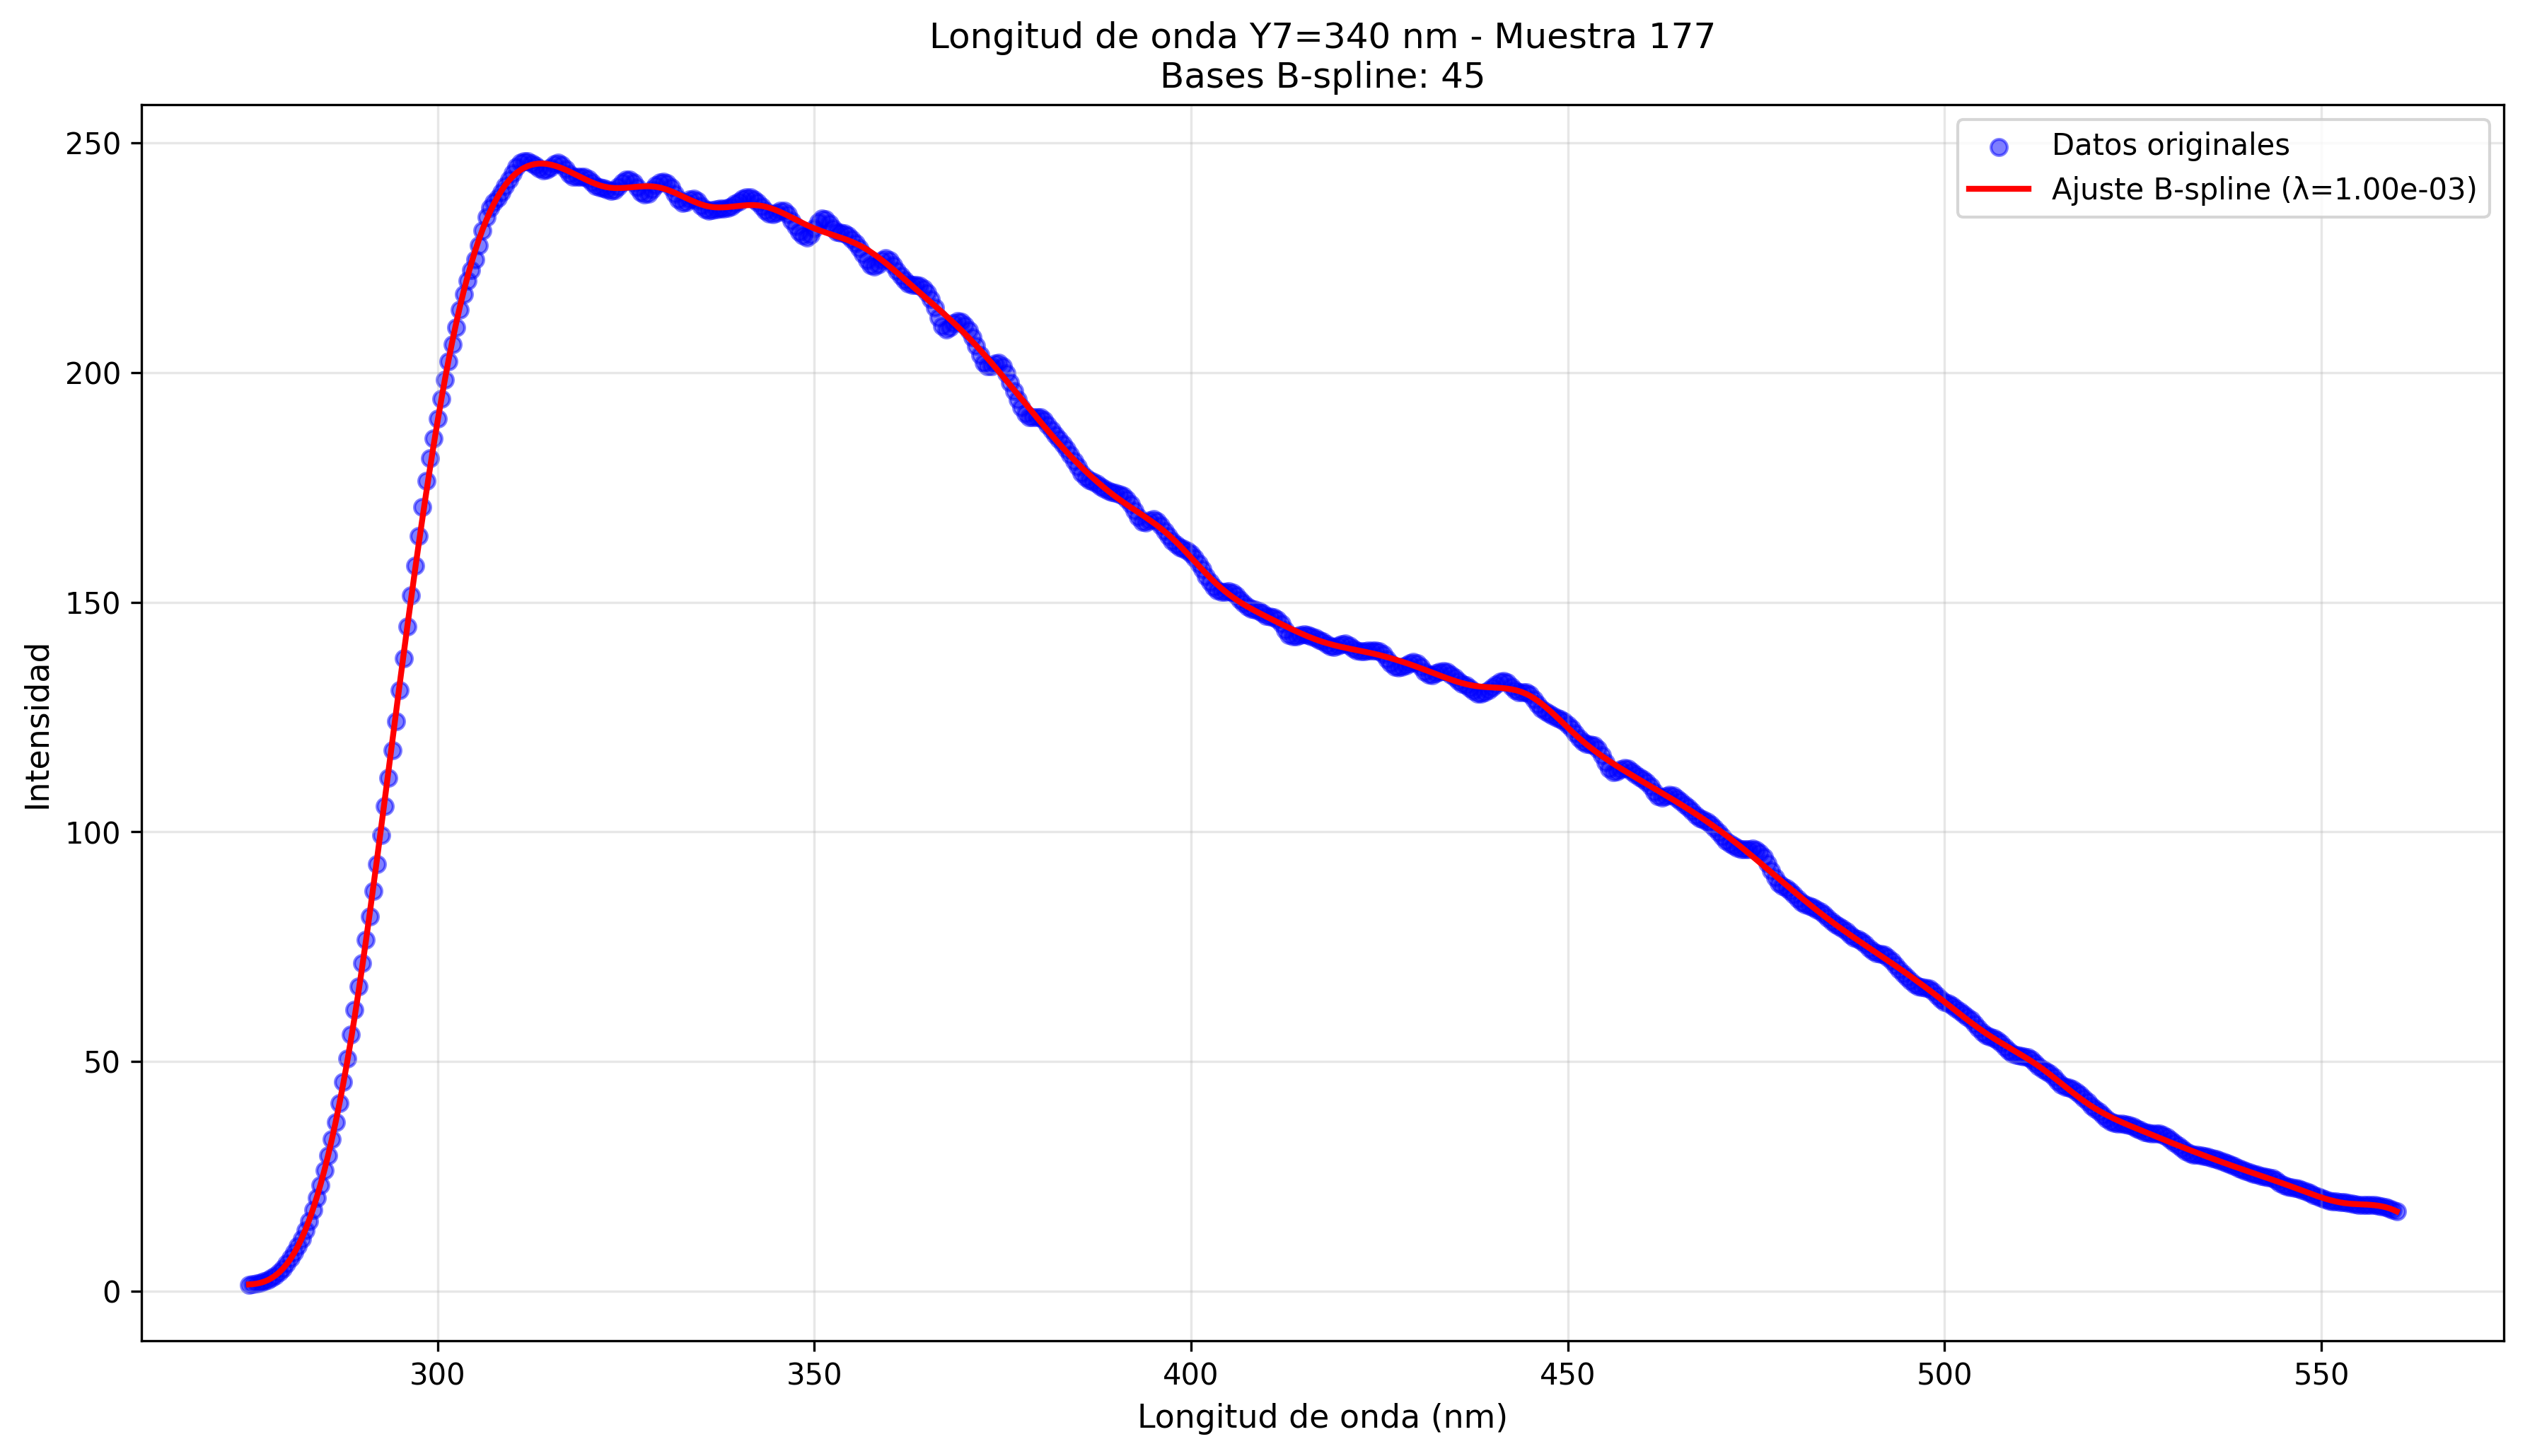 Longitud de onda Y7=340 nm - Muestra 177
Bases B-spline: 45
Datos originales
Ajuste B-spline (λ=1.00e-03)
Intensidad
250
200
150
100
50
0
300 350 400 450 500 550
Longitud de onda (nm)